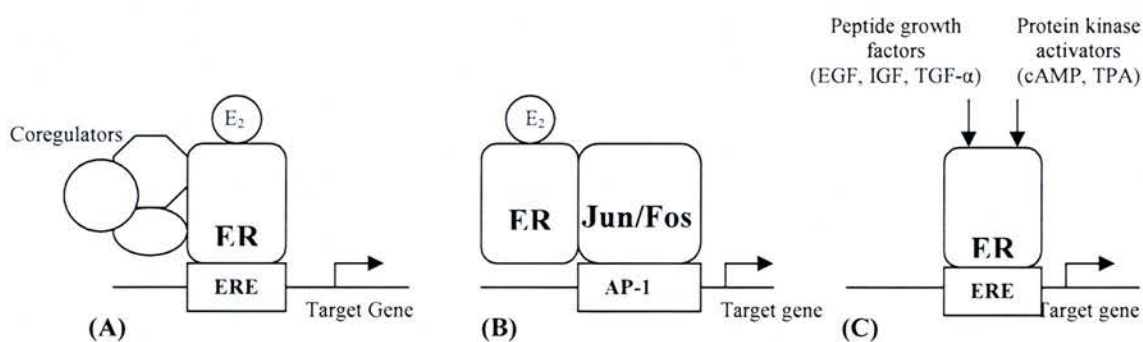 Peptide growth
factors
(EGF, IGF, TGF-α)
Protein kinase
activators
(cAMP, TPA)
Coregulators
E₂
ER
ERE
Target Gene
(A)
E₂
ER
Jun/Fos
AP-1
Target gene
(B)
ER
ERE
Target gene
(C)